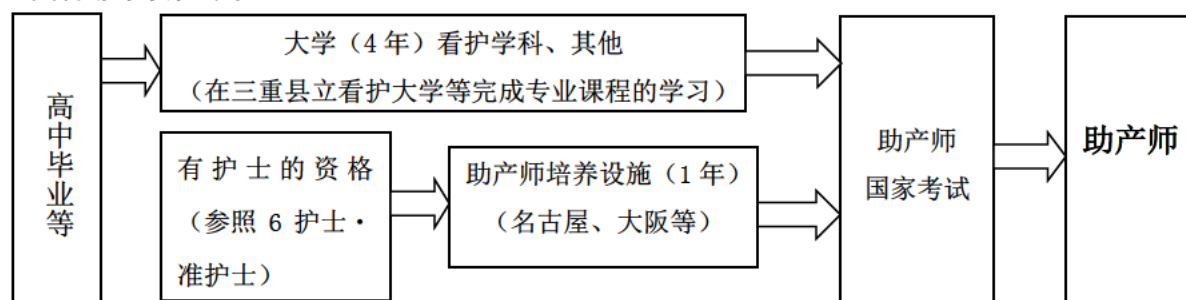 高中毕业等
大学（4 年）看护学科、其他
（在三重县立看护大学等完成专业课程的学习）
有护士的资格
（参照 6 护士·
准护士）
助产师培养设施（1 年）
（名古屋、大阪等）
助产师
国家考试
助产师